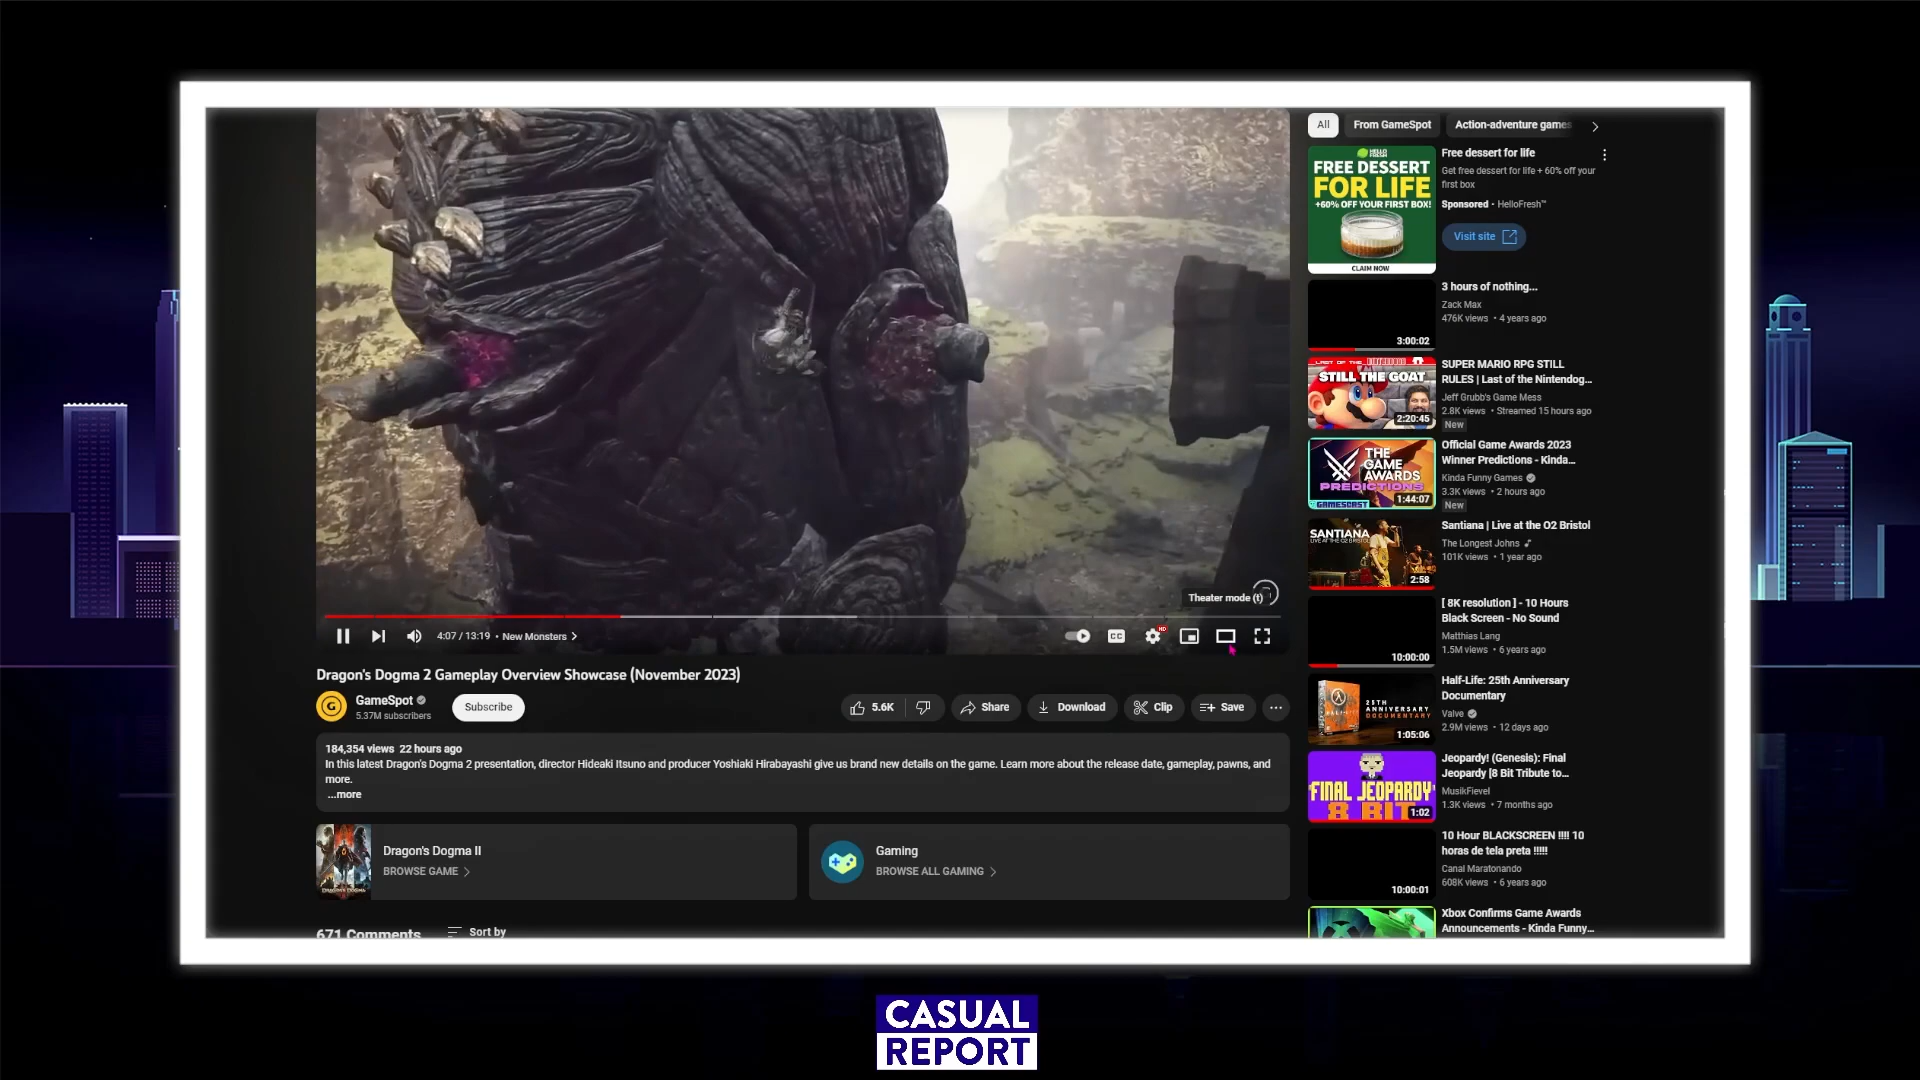 All
From GameSpot
Action-adventure games
HELLO
FRESH
FREE DESSERT
FOR LIFE
+60% OFF YOUR FIRST BOX!
CLAIM NOW
Free dessert for life
Get free dessert for life + 60% off your
first box
Sponsored • HelloFresh™
Visit site
3:00:02
3 hours of nothing...
Zack Max
476K views • 4 years ago
STILL THE GOAT
2:20:45
SUPER MARIO RPG STILL
RULES | Last of the Nintendog...
Jeff Grubb's Game Mess
2.8K views • Streamed 15 hours ago
New
THE
GAME
AWARDS
PREDICTIONS
GAMESCAST
1:44:07
Official Game Awards 2023
Winner Predictions - Kinda...
Kinda Funny Games
3.3K views • 2 hours ago
New
SANTIANA
LIVE AT THE O2 BRISTOL
2:58
Santiana | Live at the O2 Bristol
The Longest Johns
101K views • 1 year ago
10:00:00
[ 8K resolution ] - 10 Hours
Black Screen - No Sound
Matthias Lang
1.5M views • 6 years ago
25TH
ANNIVERSARY
DOCUMENTARY
1:05:06
Half-Life: 25th Anniversary
Documentary
Valve
2.9M views • 12 days ago
FINAL JEOPARDY
8 BIT
1:02
Jeopardy! (Genesis): Final
Jeopardy [8 Bit Tribute to...
MusikFievel
1.3K views • 7 months ago
10:00:01
10 Hour BLACKSCREEN !!!! 10
horas de tela preta !!!!!
Canal Maratonando
608K views • 6 years ago
Xbox Confirms Game Awards
Announcements - Kinda Funny...
Theater mode (t)
4:07 / 13:19 • New Monsters
CC
HD
Dragon's Dogma 2 Gameplay Overview Showcase (November 2023)
G
GameSpot
5.37M subscribers
Subscribe
5.6K
Share
Download
Clip
Save
184,354 views 22 hours ago
In this latest Dragon's Dogma 2 presentation, director Hideaki Itsuno and producer Yoshiaki Hirabayashi give us brand new details on the game. Learn more about the release date, gameplay, pawns, and
more.
...more
Dragon's Dogma II
BROWSE GAME
Gaming
BROWSE ALL GAMING
671 Comments
Sort by
CASUAL
REPORT